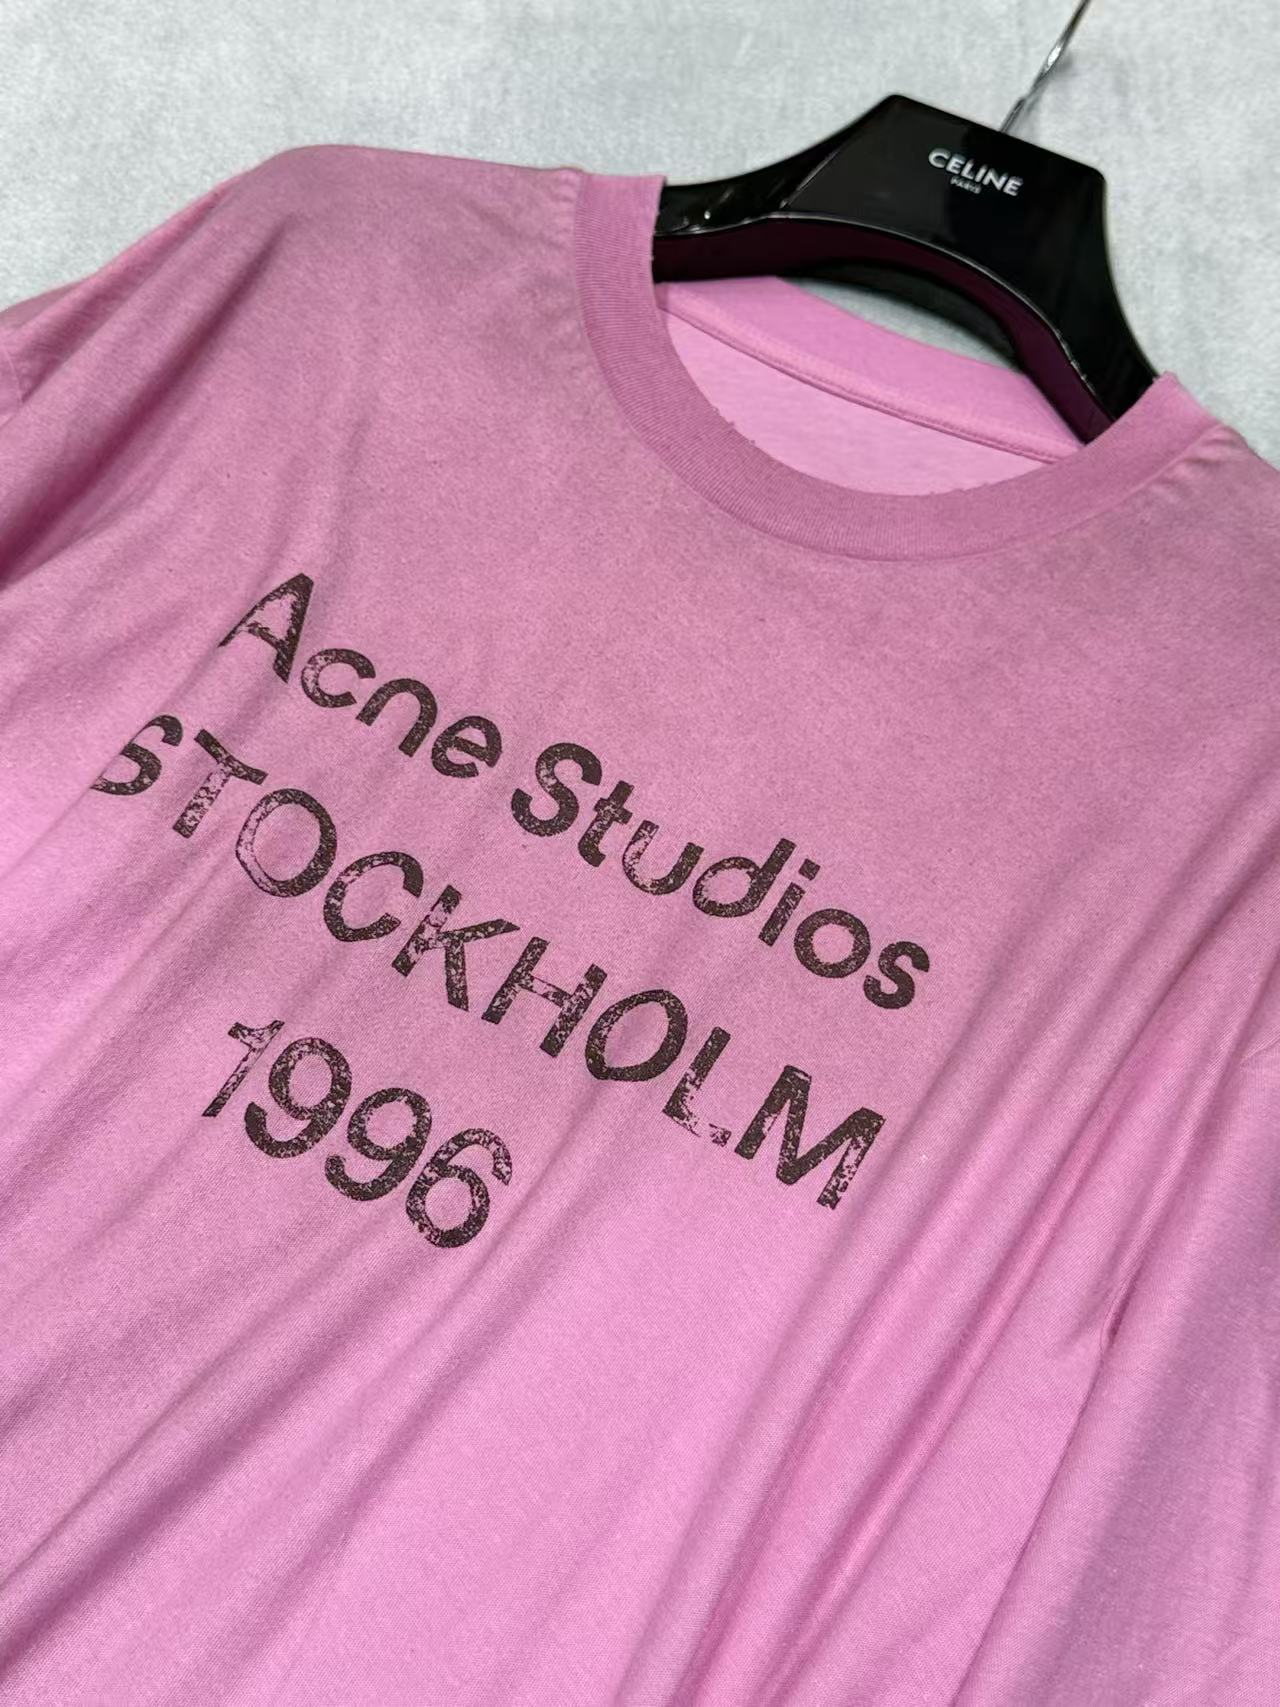 CELINE
PARIS
Acne Studios
STOCKHOLM
1996